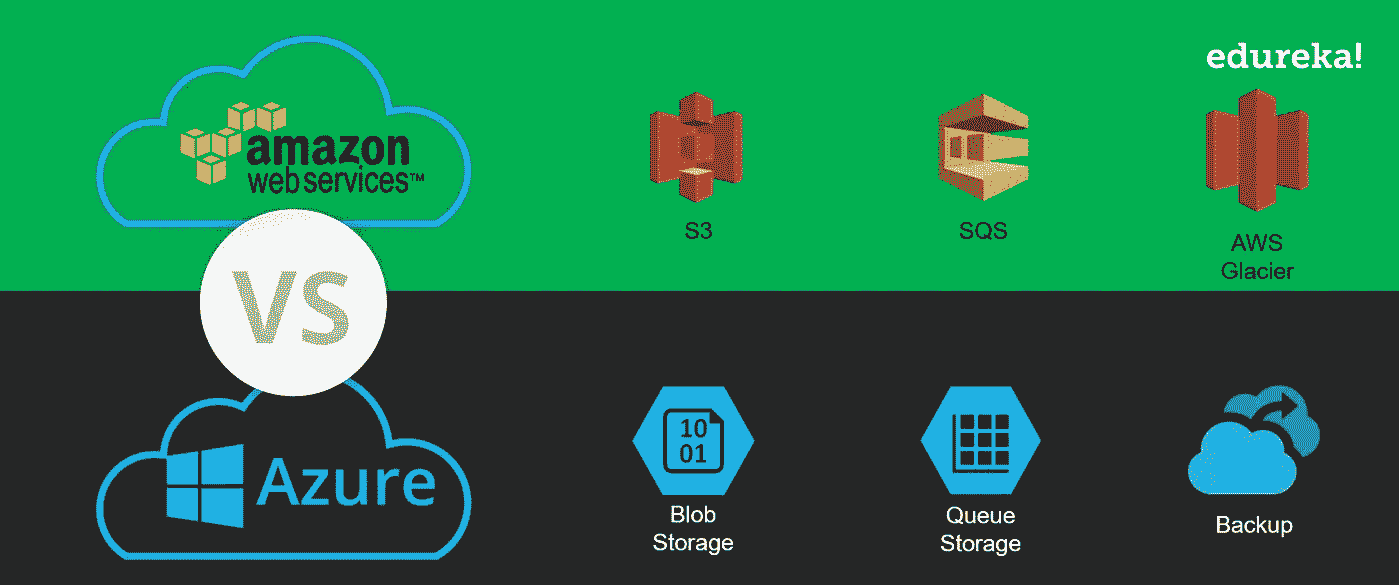 edureka!
amazon
web services™
S3
SQS
AWS
Glacier
VS
Azure
10
01
Blob
Storage
Queue
Storage
Backup